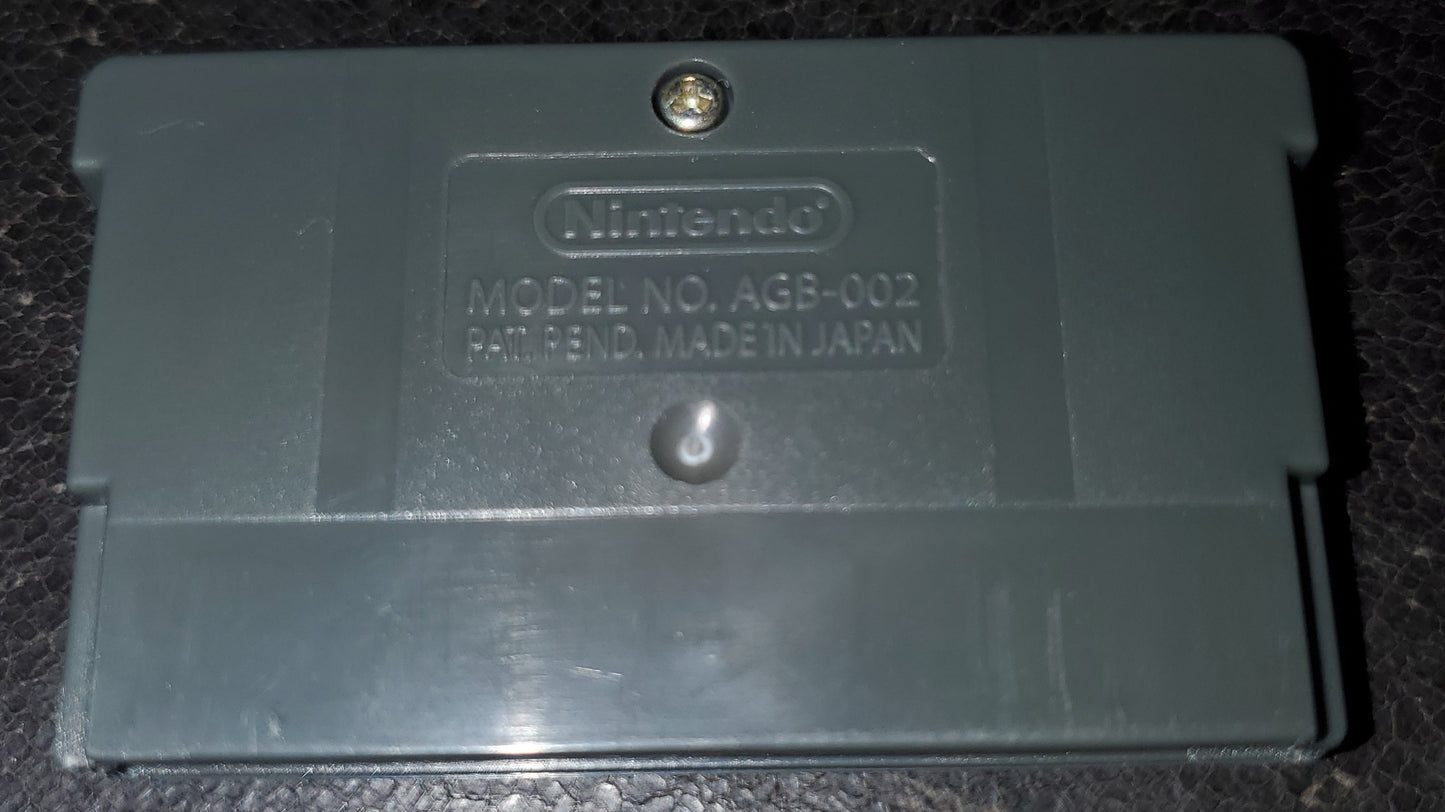 Nintendo®
MODEL NO. AGB-002
PAT. PEND. MADE IN JAPAN